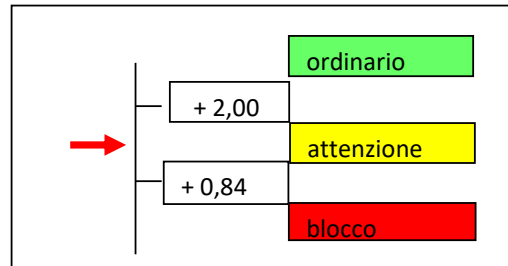 ordinario
+ 2,00
attenzione
+ 0,84
blocco